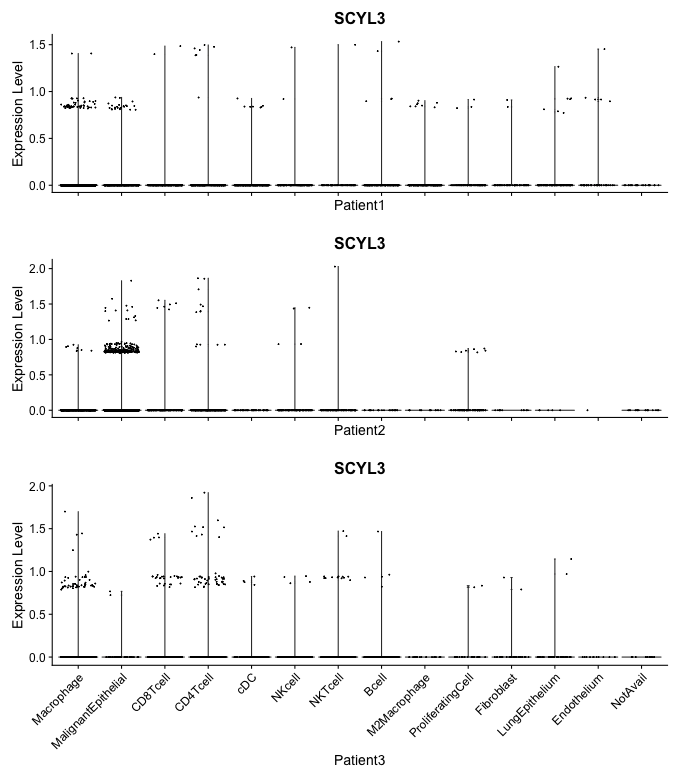 SCYL3
Expression Level
1.5
1.0
0.5
0.0
Patient1
SCYL3
Expression Level
2.0
1.5
1.0
0.5
0.0
Patient2
SCYL3
Expression Level
2.0
1.5
1.0
0.5
0.0
Macrophage
MalignantEpithelial
CD8Tcell
CD4Tcell
cDC
NKcell
NKTcell
Bcell
M2Macrophage
ProliferatingCell
Fibroblast
LungEpithelium
Endothelium
NotAvail
Patient3